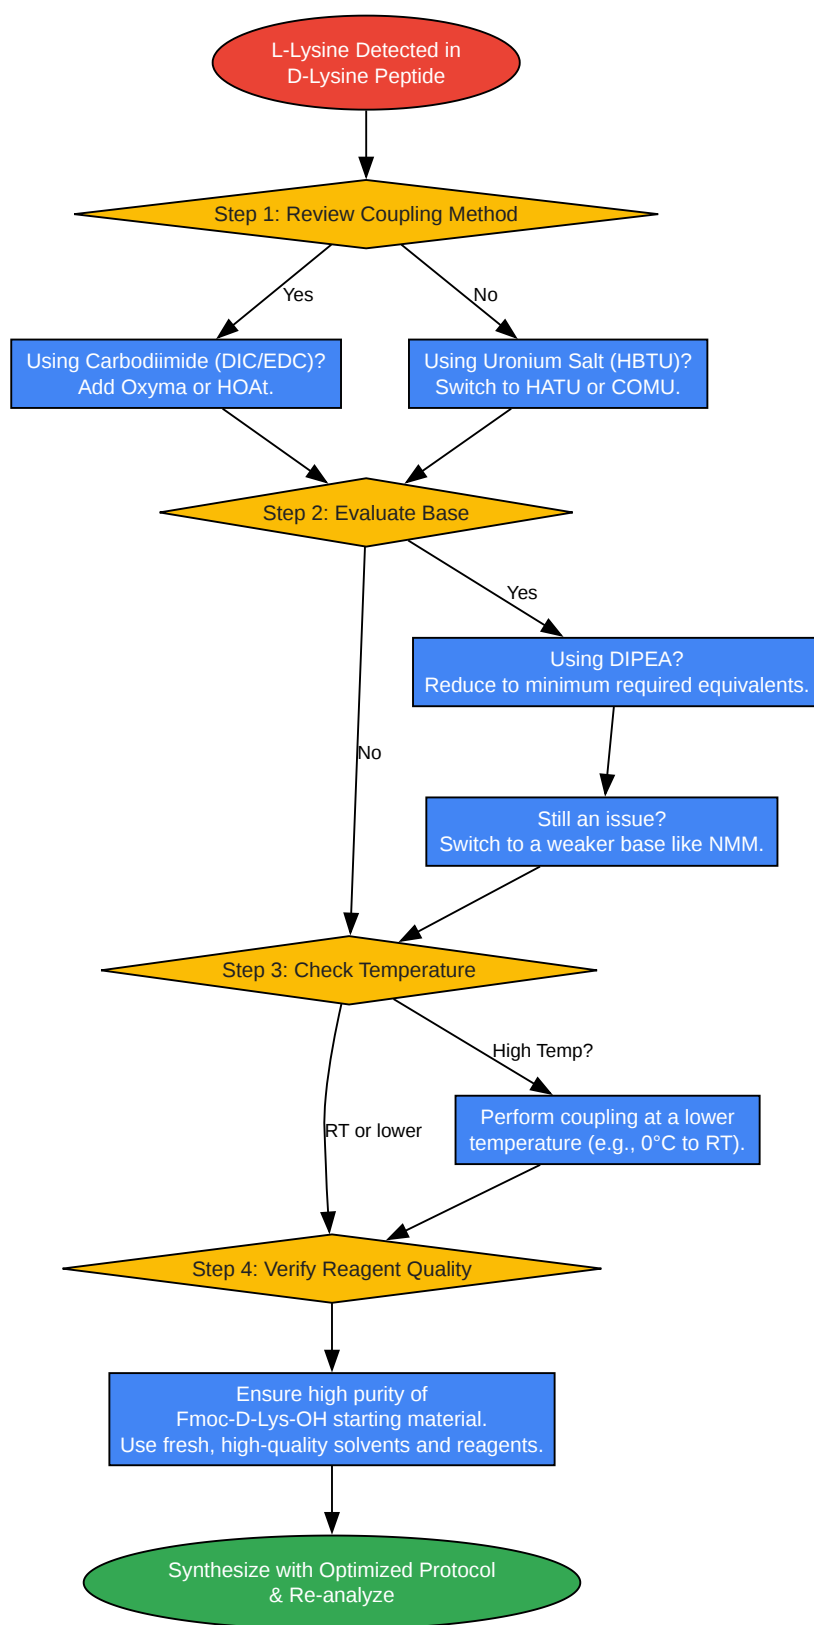 L-Lysine Detected in
D-Lysine Peptide
Step 1: Review Coupling Method
Yes
No
Using Carbodiimide (DIC/EDC)?
Add Oxyma or HOAt.
Using Uronium Salt (HBTU)?
Switch to HATU or COMU.
Step 2: Evaluate Base
Yes
Using DIPEA?
Reduce to minimum required equivalents.
No
Still an issue?
Switch to a weaker base like NMM.
Step 3: Check Temperature
High Temp?
RT or lower
Perform coupling at a lower
temperature (e.g., 0°C to RT).
Step 4: Verify Reagent Quality
Ensure high purity of
Fmoc-D-Lys-OH starting material.
Use fresh, high-quality solvents and reagents.
Synthesize with Optimized Protocol
& Re-analyze